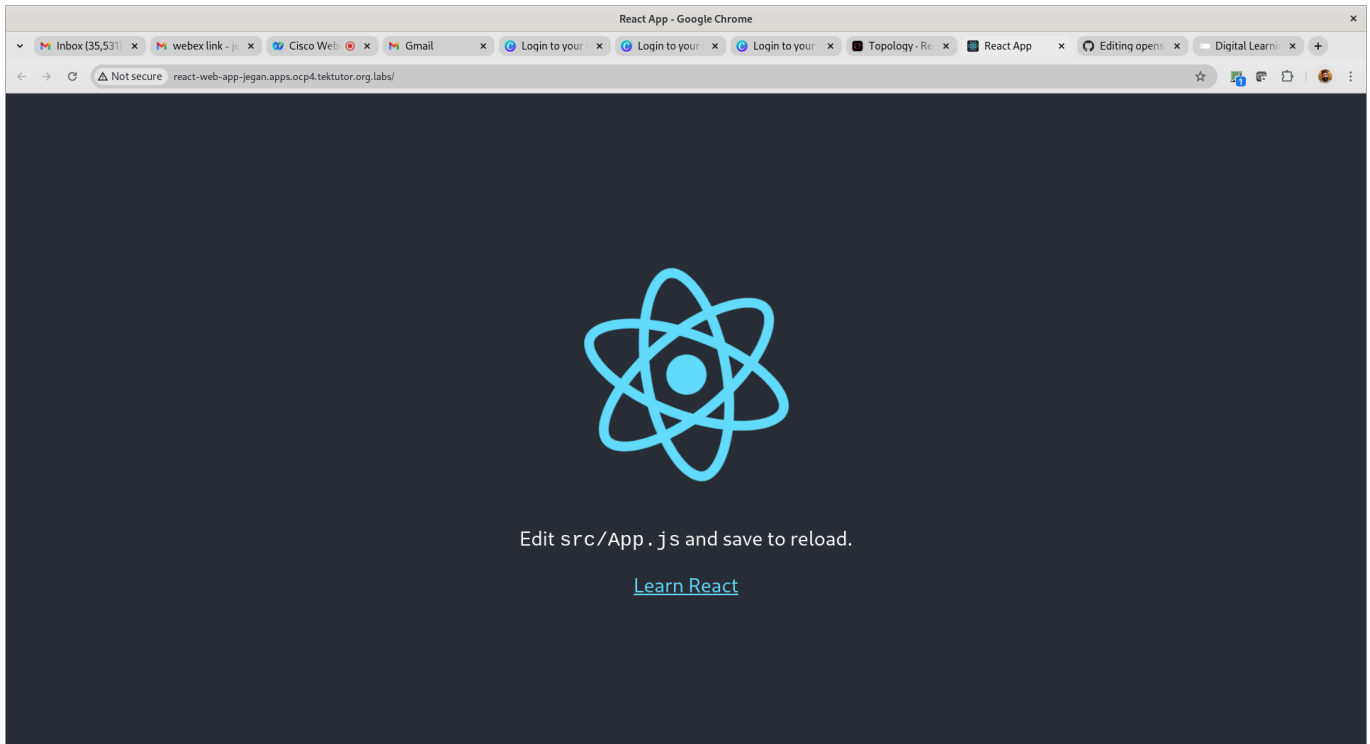 React App - Google Chrome
Inbox (35,531) webex link - Cisco Web Gmail Login to your Login to your Login to your Topology · Re React App Editing opens Digital Learni
Not secure react-web-app-jegan.apps.ocp4.tektutor.org.labs/
1
Edit src/App.js and save to reload.
Learn React